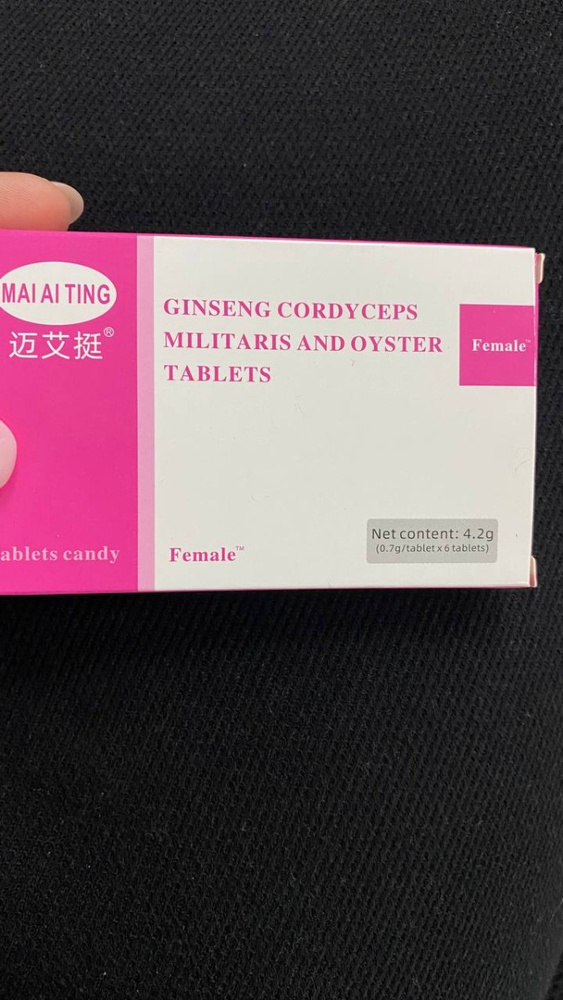 MAI AI TING
迈艾挺®
GINSENG CORDYCEPS
MILITARIS AND OYSTER
TABLETS
Female™
ablets candy
Female™
Net content: 4.2g
(0.7g/tablet x 6 tablets)